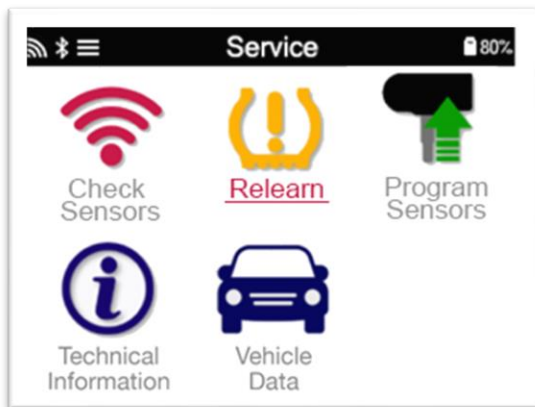 Service
80%
Check
Sensors
Relearn
Program
Sensors
Technical
Information
Vehicle
Data